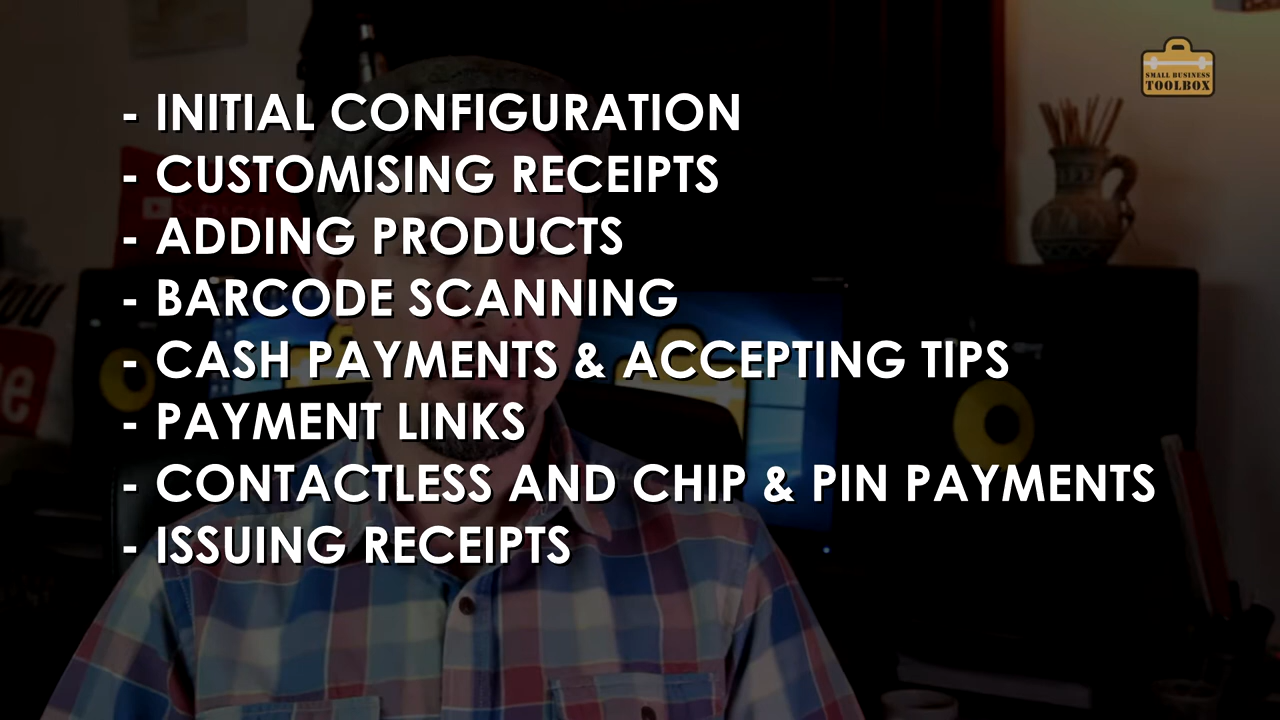 SMALL BUSINESS
TOOLBOX
- INITIAL CONFIGURATION
- CUSTOMISING RECEIPTS
- ADDING PRODUCTS
- BARCODE SCANNING
- CASH PAYMENTS & ACCEPTING TIPS
- PAYMENT LINKS
- CONTACTLESS AND CHIP & PIN PAYMENTS
- ISSUING RECEIPTS